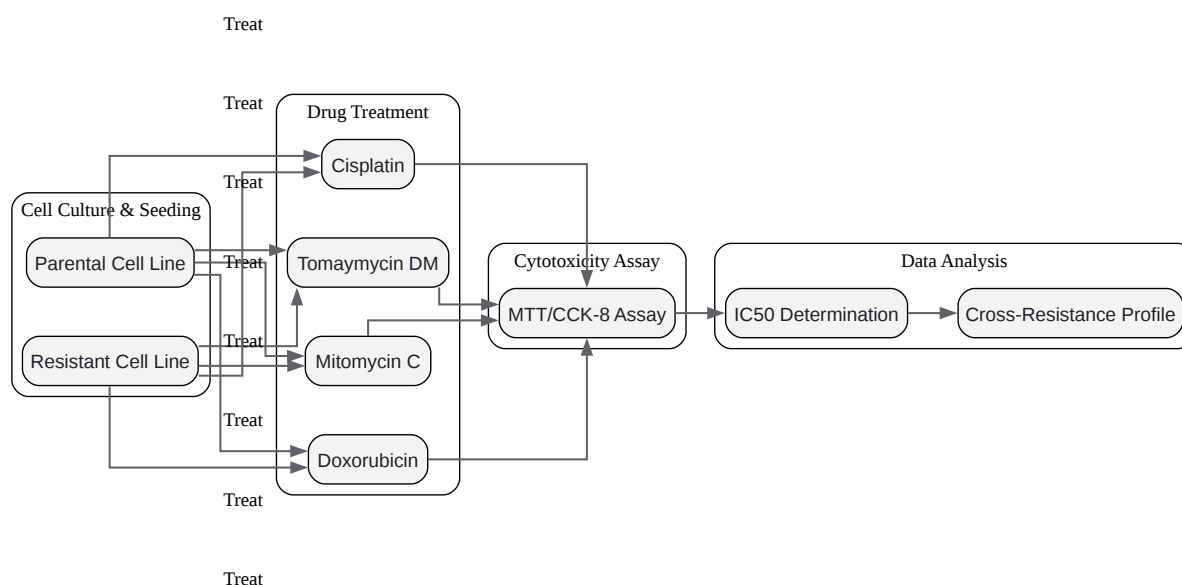 Treat
Treat
Drug Treatment
Cisplatin
Treat
Cell Culture & Seeding
Parental Cell Line
Treat
Tomaymycin DM
Cytotoxicity Assay
Data Analysis
MTT/CCK-8 Assay
IC50 Determination
Cross-Resistance Profile
Treat
Resistant Cell Line
Mitomycin C
Treat
Doxorubicin
Treat
Treat